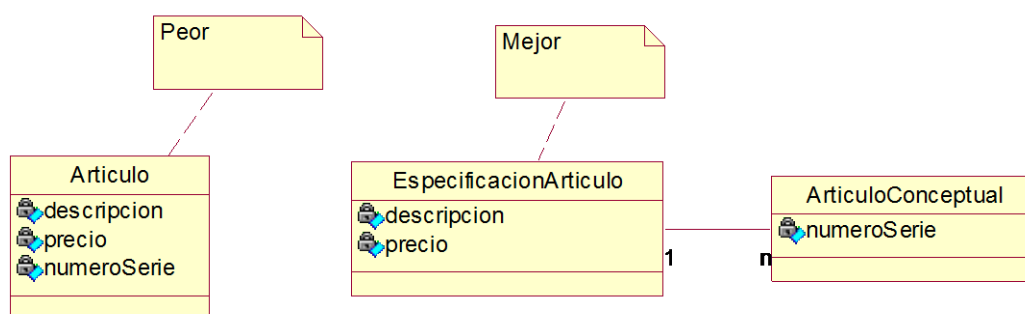 Peor
Mejor
Articulo
descripcion
precio
numeroSerie
EspecificacionArticulo
descripcion
precio
1
n
ArticuloConceptual
numeroSerie